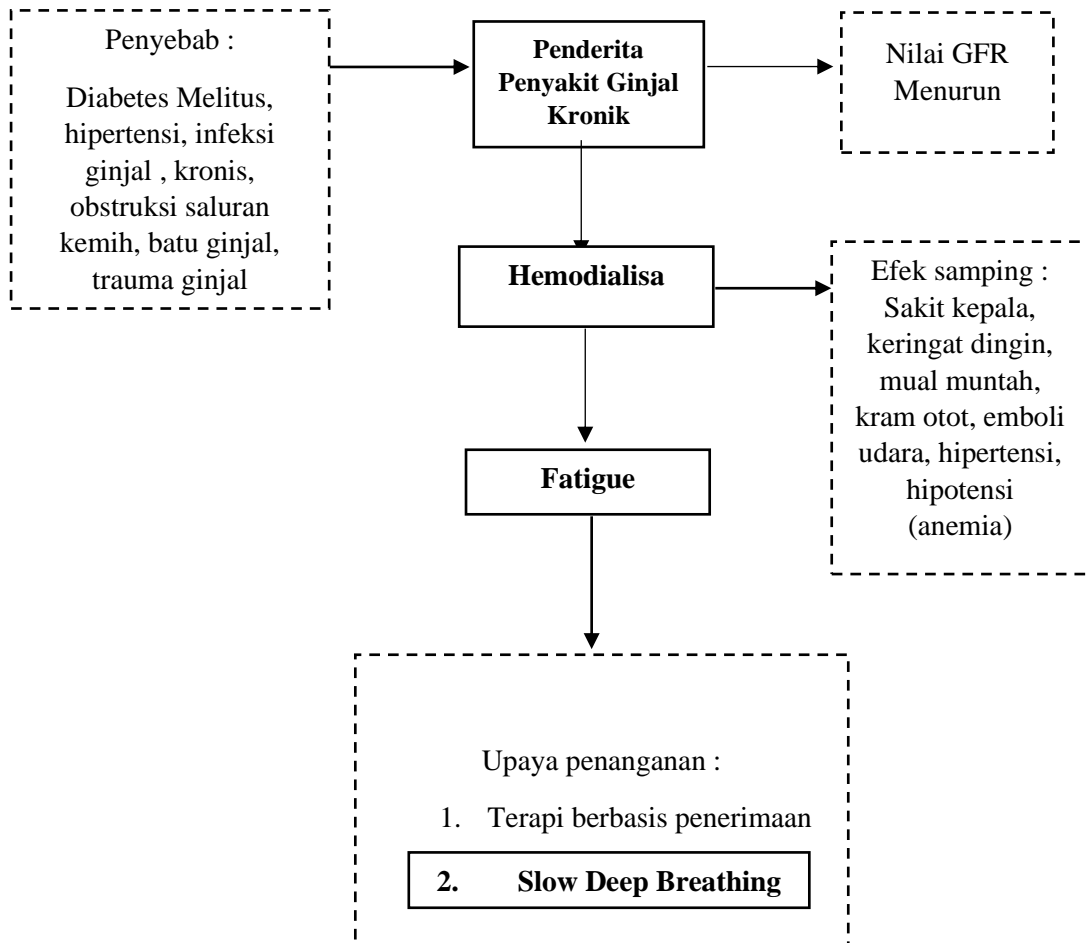 Penyebab :
Diabetes Melitus,
hipertensi, infeksi
ginjal , kronis,
obstruksi saluran
kemih, batu ginjal,
trauma ginjal
Penderita
Penyakit Ginjal
Kronik
Nilai GFR
Menurun
Hemodialisa
Efek samping :
Sakit kepala,
keringat dingin,
mual muntah,
kram otot, emboli
udara, hipertensi,
hipotensi
(anemia)
Fatigue
Upaya penanganan :
1. Terapi berbasis penerimaan
2. Slow Deep Breathing